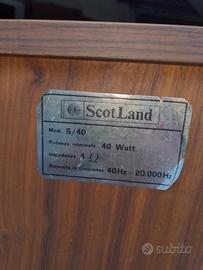 ScotLand
Mod. S/40
Potenza nominale 40 Watt
Impedenza 4 Ω
Risposta in frequenza 40Hz - 20.000Hz
subito